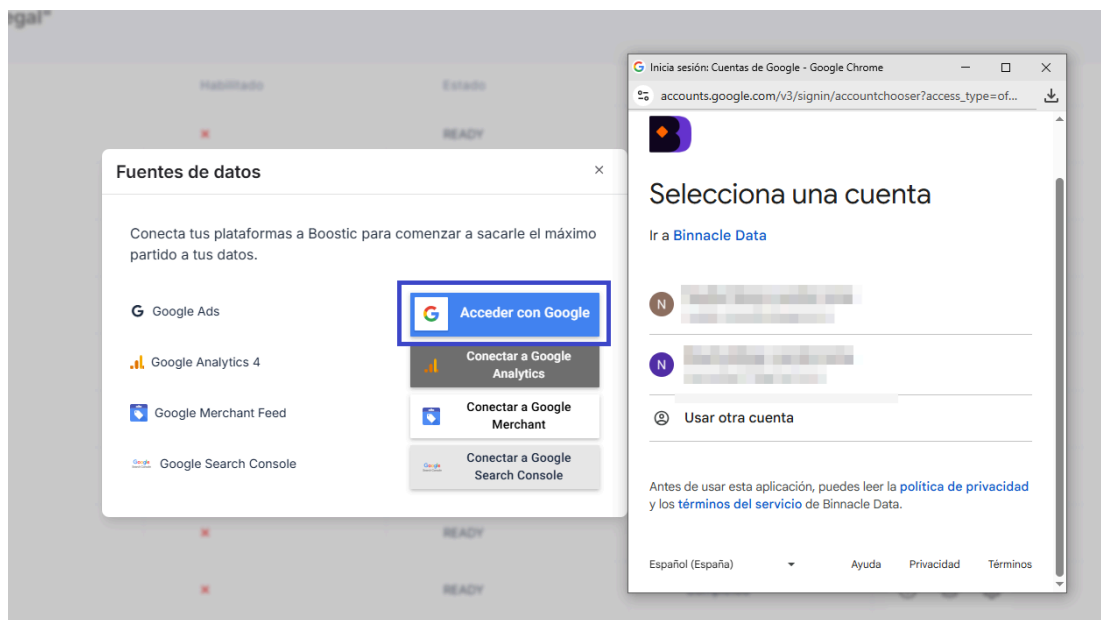 egal"
Habilitado
Estado
READY
Fuentes de datos
×
Conecta tus plataformas a Boostic para comenzar a sacarle el máximo
partido a tus datos.
Google Ads
Acceder con Google
Google Analytics 4
Conectar a Google
Analytics
Google Merchant Feed
Conectar a Google
Merchant
Google Search Console
Conectar a Google
Search Console
READY
READY
Inicia sesión: Cuentas de Google - Google Chrome
accounts.google.com/v3/signin/accountchooser?access_type=of...
Selecciona una cuenta
Ir a Binnacle Data
N
N
Usar otra cuenta
Antes de usar esta aplicación, puedes leer la política de privacidad
y los términos del servicio de Binnacle Data.
Español (España)
Ayuda
Privacidad
Términos